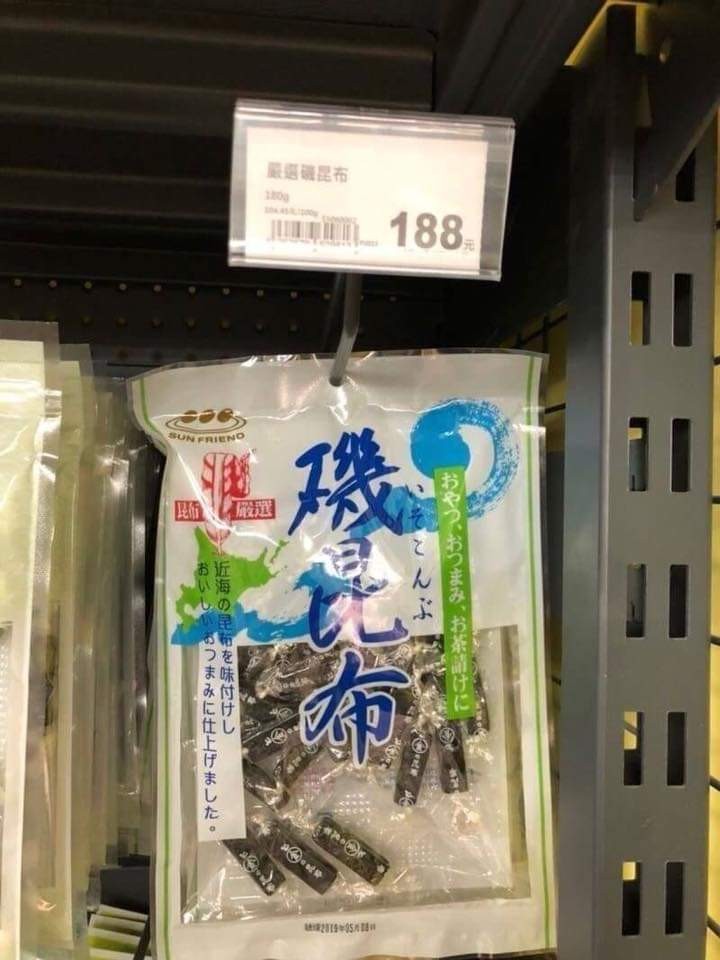 嚴選磯昆布
180g
188元
SUN FRIEND
昆布 嚴選
磯昆布
いそこんぶ
おやつ、おつまみ、お茶請けに
近海の昆布を味付けし
おいしいおつまみに仕上げました。